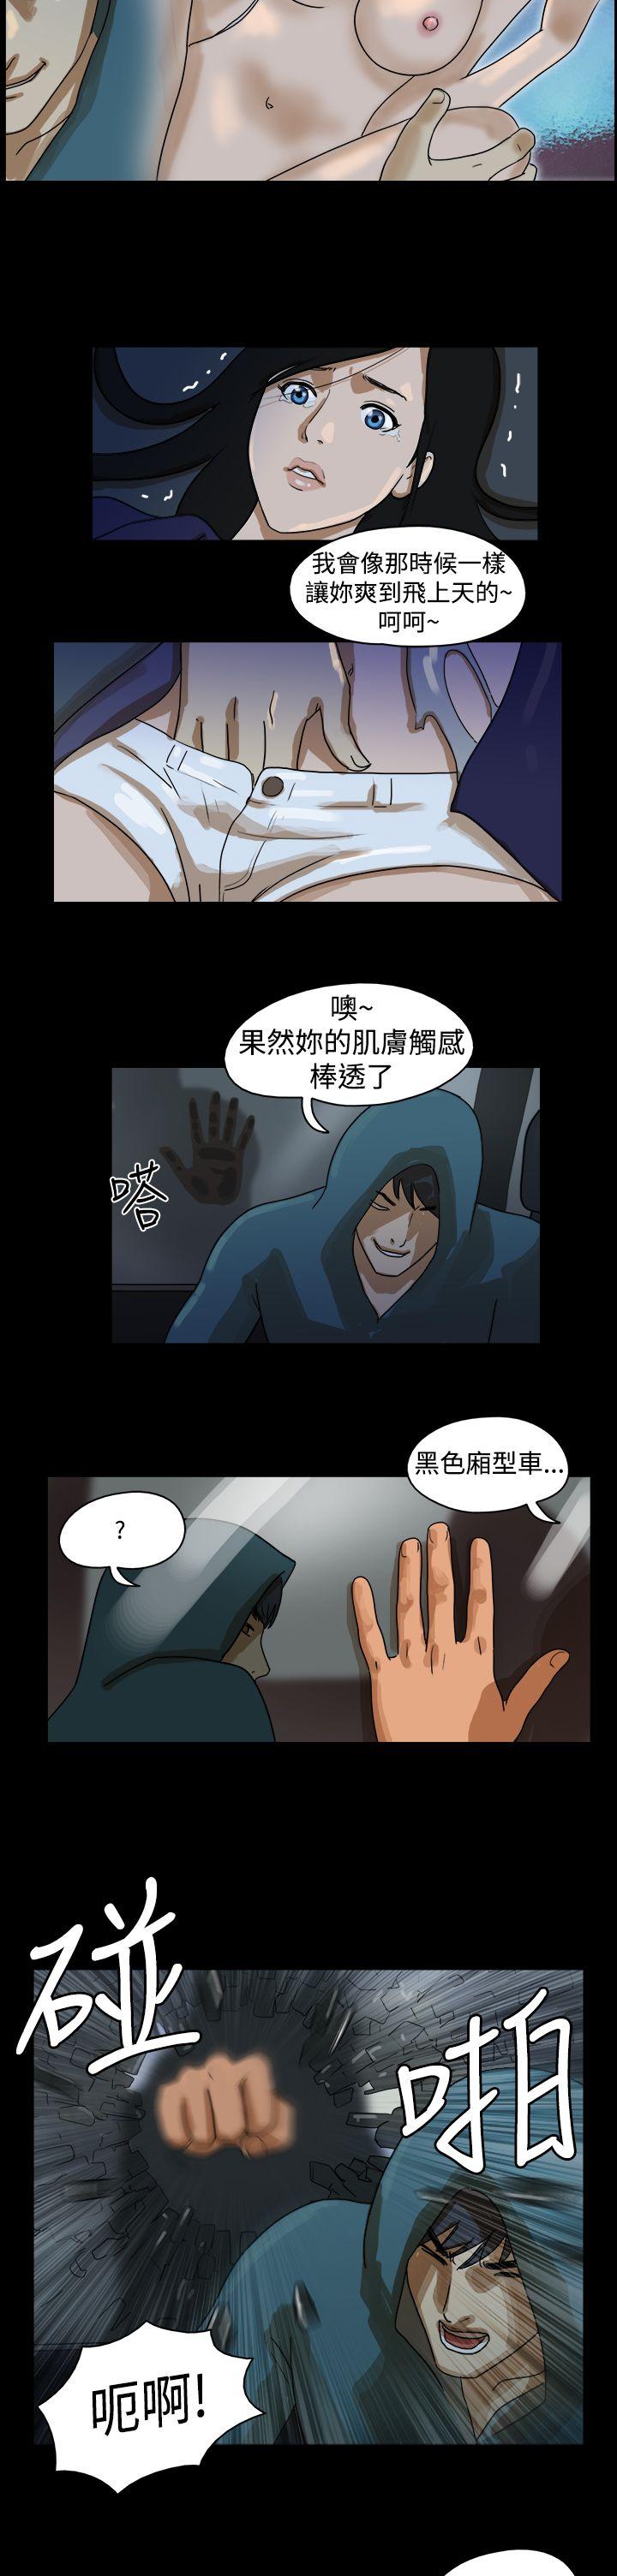 我會像那時候一樣
讓妳爽到飛上天的~
呵呵~
噢~
果然妳的肌膚觸感
棒透了
嗒
黑色廂型車...
?
碰
啪
呃啊!